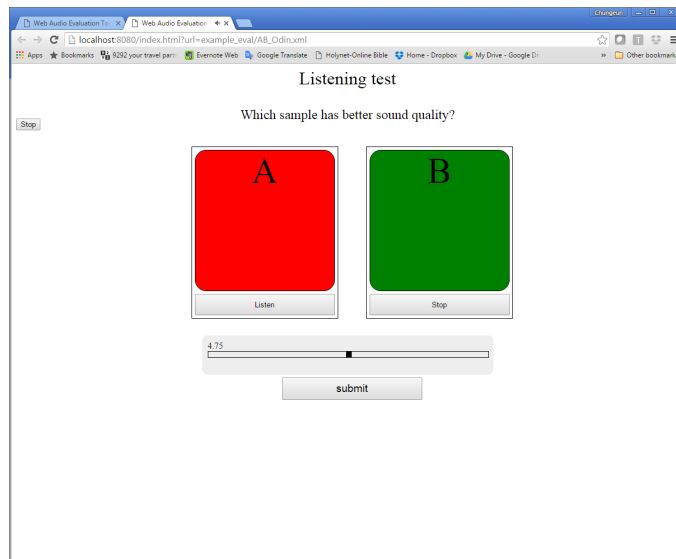 Chungeun
Web Audio Evaluation To
Web Audio Evaluation
localhost:8080/index.html?url=example_eval/AB_Odin.xml
Apps Bookmarks 9292 your travel part Evernote Web Google Translate Holynet-Online Bible Home - Dropbox My Drive - Google Dr » Other bookmark
Listening test
Which sample has better sound quality?
Stop
A B
Listen Stop
4.75
submit